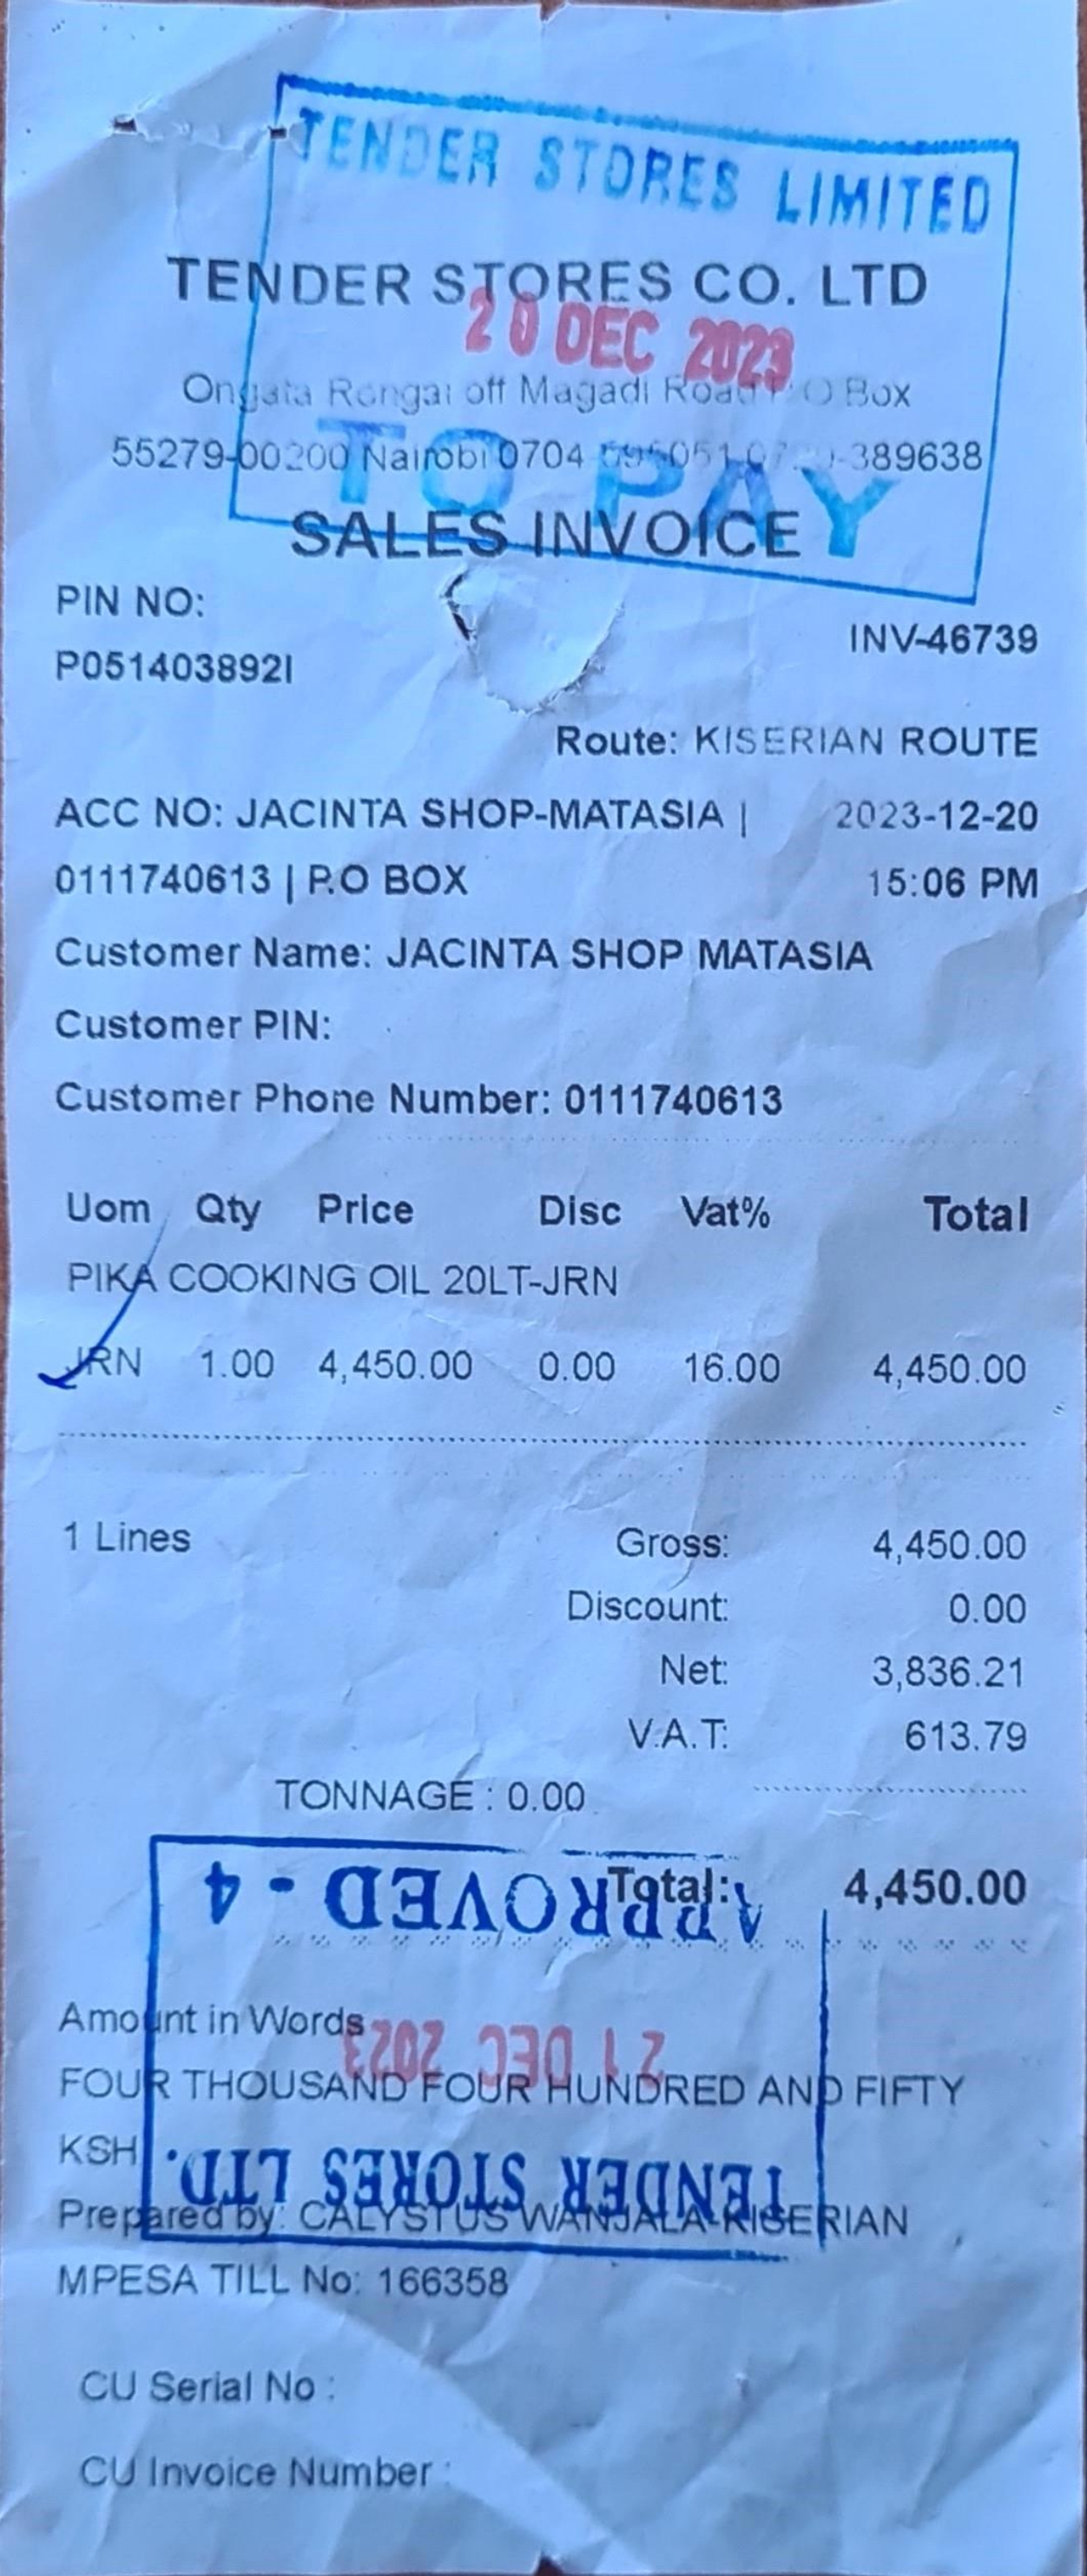 TENDER STORES LIMITED
TENDER STORES CO. LTD
20 DEC 2023
Ongata Rongai off Magadi Road P O Box
55279-00200 Nairobi 0704 595051 389638
TO PAY
SALES INVOICE
PIN NO:
P051403892I
INV-46739
Route: KISERIAN ROUTE
ACC NO: JACINTA SHOP-MATASIA | 2023-12-20
0111740613 | P.O BOX 15:06 PM
Customer Name: JACINTA SHOP MATASIA
Customer PIN:
Customer Phone Number: 0111740613
Uom Qty Price Disc Vat% Total
PIKA COOKING OIL 20LT-JRN
JRN 1.00 4,450.00 0.00 16.00 4,450.00
1 Lines Gross: 4,450.00
Discount: 0.00
Net: 3,836.21
V.A.T: 613.79
TONNAGE : 0.00
Total: 4,450.00
APPROVED - 4
Amount in Words
21 DEC 2023
FOUR THOUSAND FOUR HUNDRED AND FIFTY
KSH
TENDER STORES LTD.
Prepared by: CALYSTUS WANJALA-KISERIAN
MPESA TILL No: 166358
CU Serial No :
CU Invoice Number :